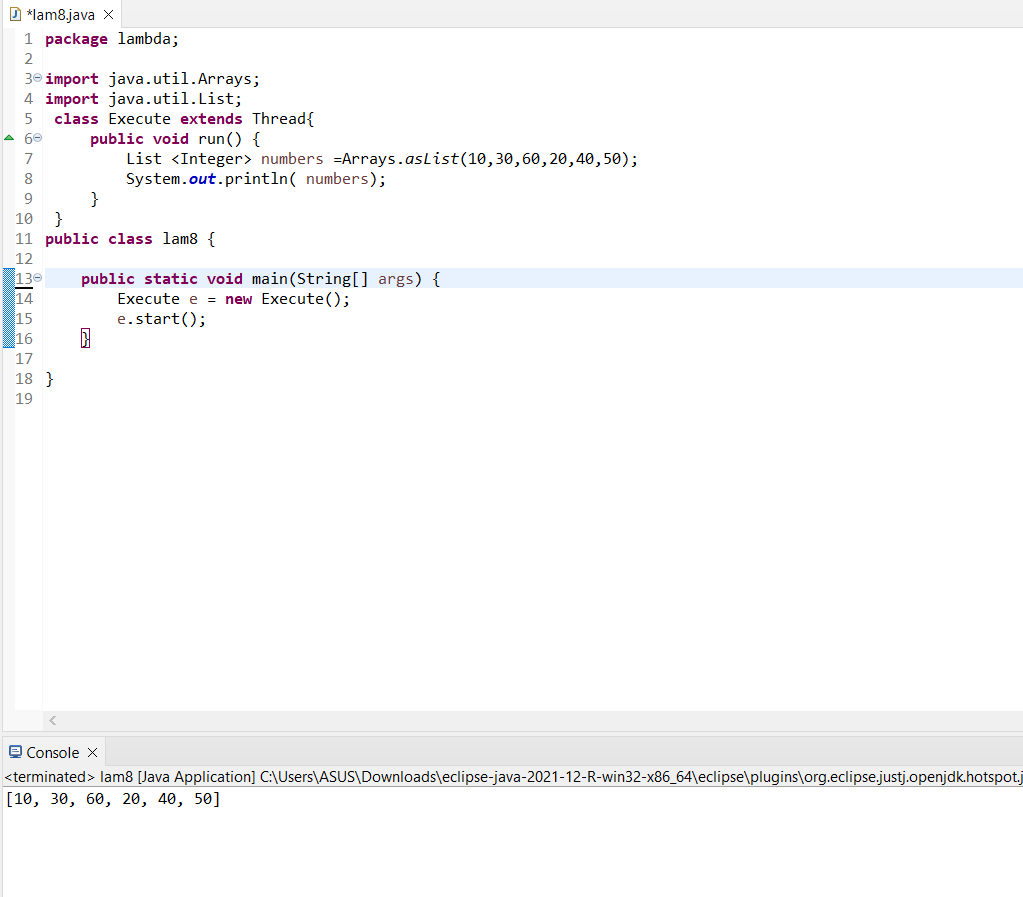 *lam8.java
1 package lambda;
2
3 import java.util.Arrays;
4 import java.util.List;
5 class Execute extends Thread{
6 public void run() {
7 List <Integer> numbers =Arrays.asList(10,30,60,20,40,50);
8 System.out.println( numbers);
9 }
10 }
11 public class lam8 {
12
13 public static void main(String[] args) {
14 Execute e = new Execute();
15 e.start();
16 }
17
18 }
19
Console
<terminated> lam8 [Java Application] C:\Users\ASUS\Downloads\eclipse-java-2021-12-R-win32-x86_64\eclipse\plugins\org.eclipse.justj.openjdk.hotspot.j
[10, 30, 60, 20, 40, 50]